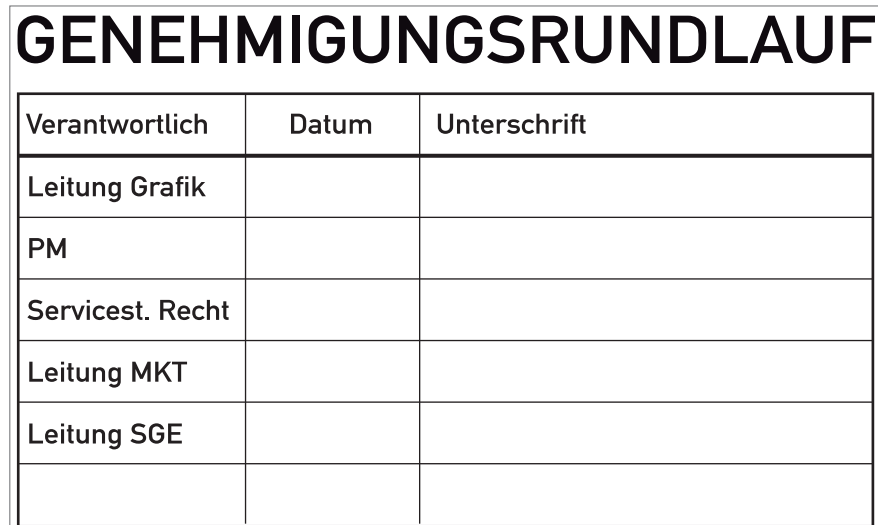 GENEHMIGUNGSRUNDLAUF
Verantwortlich Datum Unterschrift
Leitung Grafik
PM
Servicest. Recht
Leitung MKT
Leitung SGE